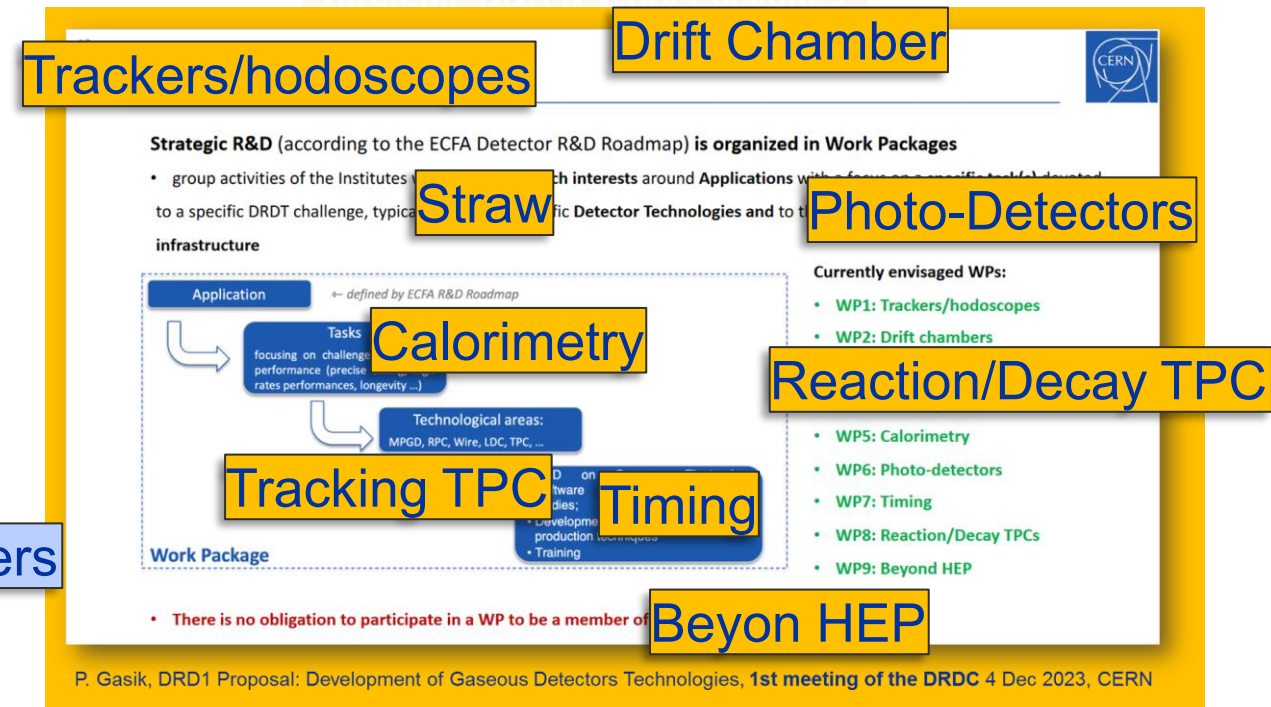 Drift Chamber
Trackers/hodoscopes
CERN
Strategic R&D (according to the ECFA Detector R&D Roadmap) is organized in Work Packages
• group activities of the Institutes ch interests around Applications
Straw
Photo-Detectors
to a specific DRDT challenge, fic Detector Technologies and to
infrastructure
Application
← defined by ECFA R&D Roadmap
Tasks
focusing on
performance (precise
rates performances, longevity ...)
Calorimetry
Technological areas:
MPGD, RPC, Wire, LDC, TPC, ...
Tracking TPC
Timing
on
production techniques
• Training
Work Package
Currently envisaged WPs:
• WP1: Trackers/hodoscopes
• WP2: Drift chambers
Reaction/Decay TPC
• WP5: Calorimetry
• WP6: Photo-detectors
• WP7: Timing
• WP8: Reaction/Decay TPCs
• WP9: Beyond HEP
ers
• There is no obligation to participate in a WP to be a member of
Beyon HEP
P. Gasik, DRD1 Proposal: Development of Gaseous Detectors Technologies, 1st meeting of the DRDC 4 Dec 2023, CERN